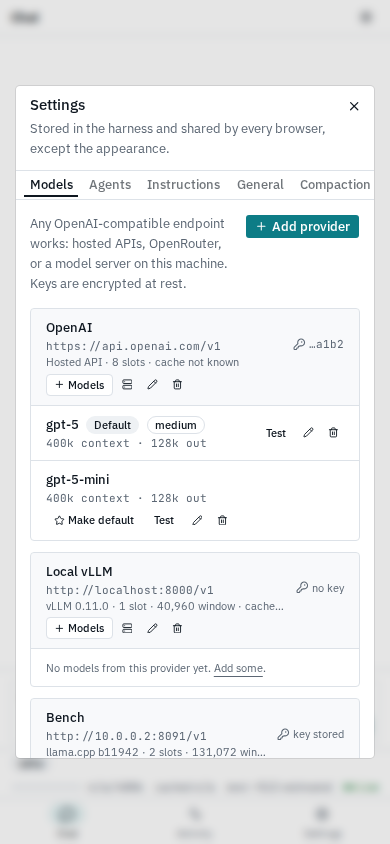 Settings
Stored in the harness and shared by every browser,
except the appearance.
Models Agents Instructions General Compaction
Any OpenAI-compatible endpoint
works: hosted APIs, OpenRouter,
or a model server on this machine.
Keys are encrypted at rest.
+ Add provider
OpenAI
https://api.openai.com/v1
…a1b2
Hosted API · 8 slots · cache not known
+ Models
gpt-5 Default medium
400k context · 128k out
Test
gpt-5-mini
400k context · 128k out
Make default Test
Local vLLM
http://localhost:8000/v1
no key
vLLM 0.11.0 · 1 slot · 40,960 window · cache…
+ Models
No models from this provider yet. Add some.
Bench
http://10.0.0.2:8091/v1
key stored
llama.cpp b11942 · 2 slots · 131,072 win…